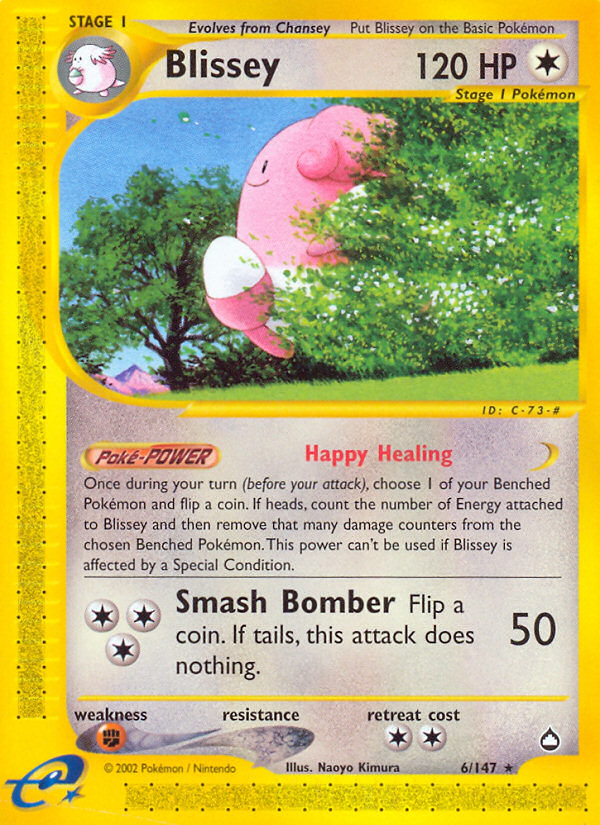 STAGE 1
Evolves from Chansey Put Blissey on the Basic Pokémon
Blissey 120 HP
Stage 1 Pokémon
ID: C-73-#
Poké-POWER Happy Healing
Once during your turn (before your attack), choose 1 of your Benched
Pokémon and flip a coin. If heads, count the number of Energy attached
to Blissey and then remove that many damage counters from the
chosen Benched Pokémon. This power can't be used if Blissey is
affected by a Special Condition.
Smash Bomber Flip a
coin. If tails, this attack does
nothing.
50
weakness resistance retreat cost
© 2002 Pokémon / Nintendo Illus. Naoyo Kimura 6/147 ★
e